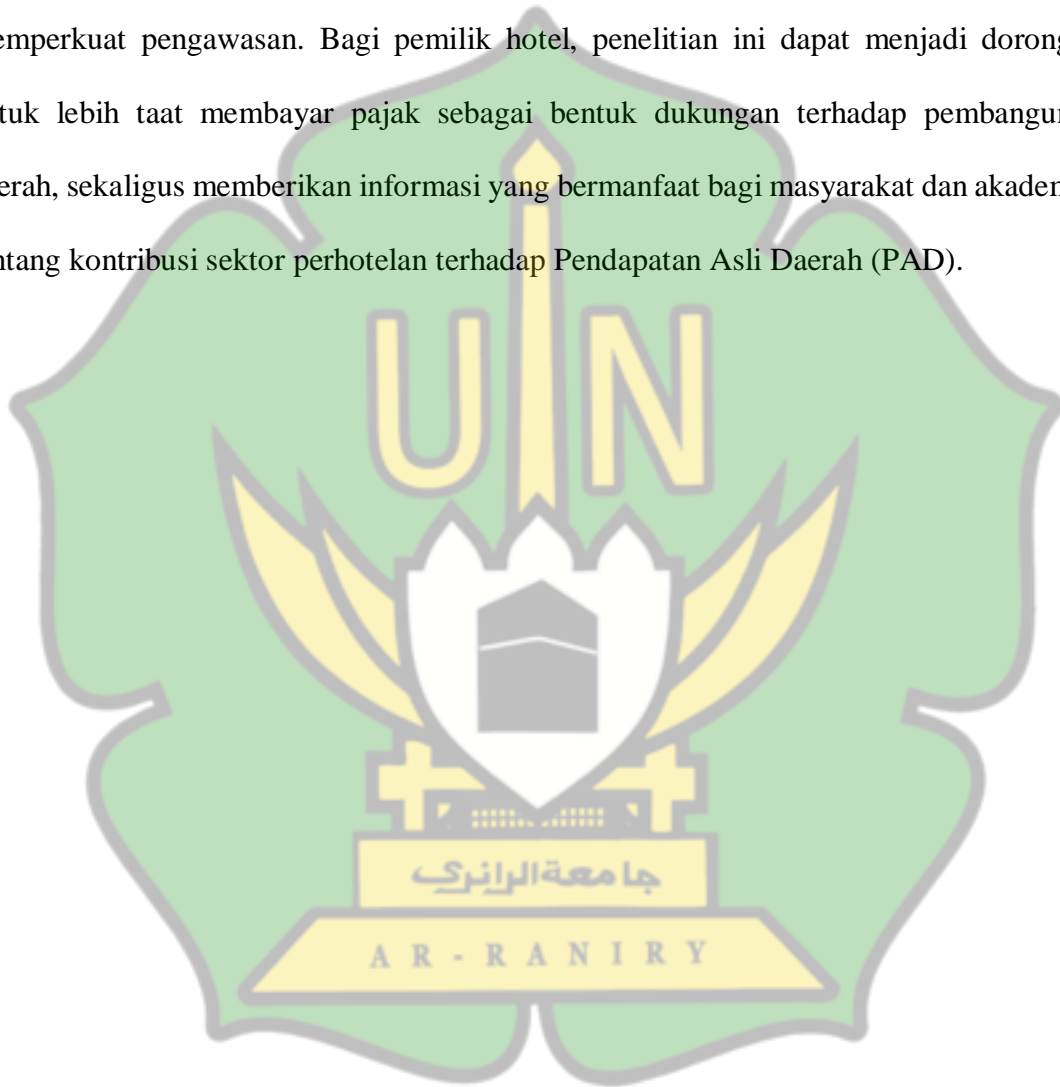 emperkuat pengawasan. Bagi pemilik hotel, penelitian ini dapat menjadi dorong
tuk lebih taat membayar pajak sebagai bentuk dukungan terhadap pembangun
erah, sekaligus memberikan informasi yang bermanfaat bagi masyarakat dan akadem
ntang kontribusi sektor perhotelan terhadap Pendapatan Asli Daerah (PAD).
UIN
جامعةالرانري
AR-RANIRY